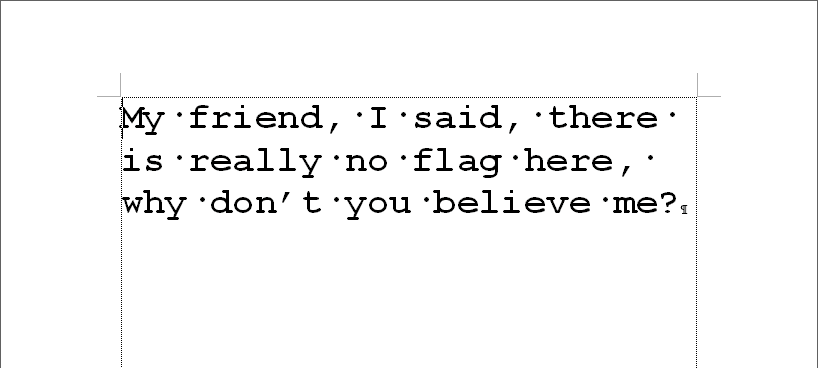 My friend, I said, there
is really no flag here,
why don’t you believe me?